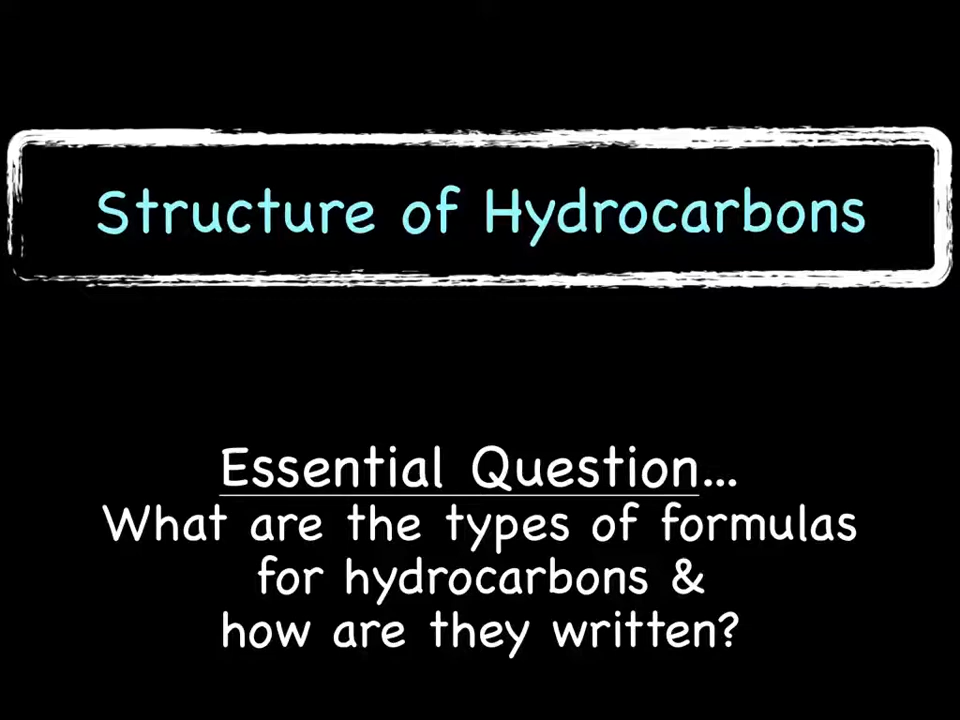 Structure of Hydrocarbons
Essential Question...
What are the types of formulas
for hydrocarbons &
how are they written?